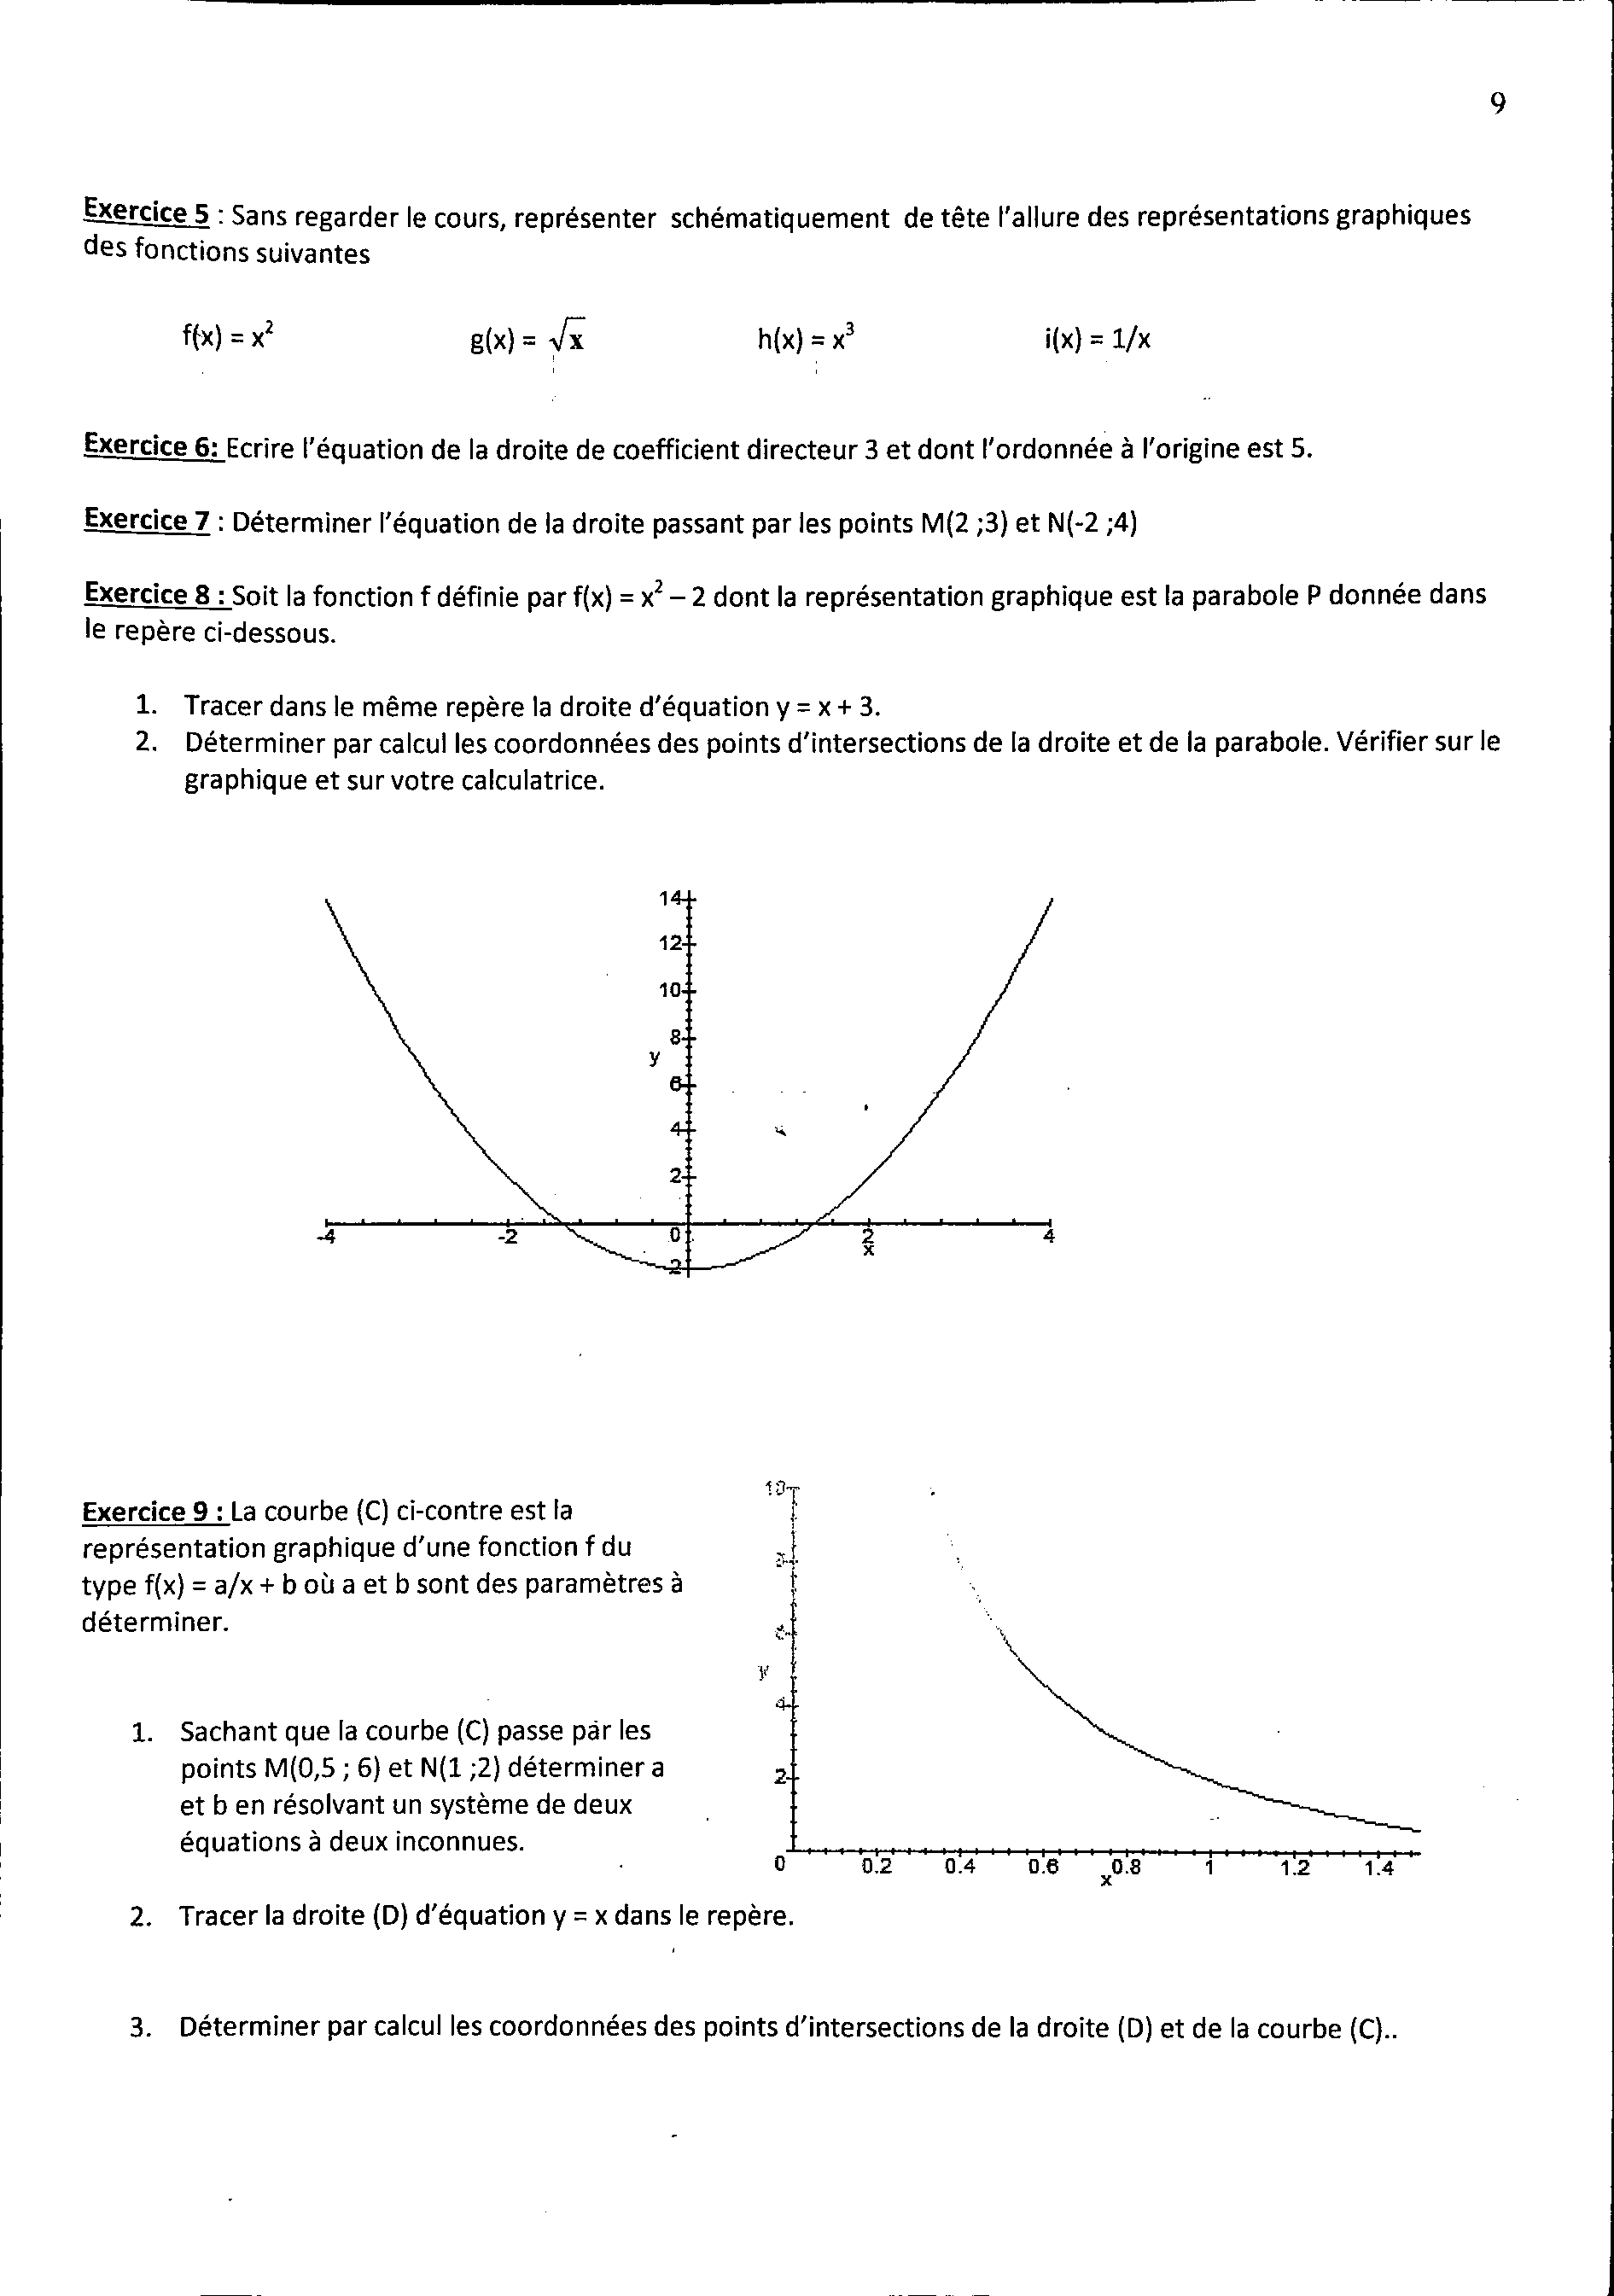 9
Exercice 5 : Sans regarder le cours, représenter schématiquement de tête l'allure des représentations graphiques
des fonctions suivantes
f(x) = x² g(x) = √x h(x) = x³ i(x) = 1/x
Exercice 6: Ecrire l'équation de la droite de coefficient directeur 3 et dont l'ordonnée à l'origine est 5.
Exercice 7 : Déterminer l'équation de la droite passant par les points M(2 ;3) et N(-2 ;4)
Exercice 8 : Soit la fonction f définie par f(x) = x² – 2 dont la représentation graphique est la parabole P donnée dans
le repère ci-dessous.
1. Tracer dans le même repère la droite d'équation y = x + 3.
2. Déterminer par calcul les coordonnées des points d'intersections de la droite et de la parabole. Vérifier sur le
graphique et sur votre calculatrice.
14
12
10
8
y
6
4
2
-4 -2 0 2 4
x
-2
Exercice 9 : La courbe (C) ci-contre est la
représentation graphique d'une fonction f du
type f(x) = a/x + b où a et b sont des paramètres à
déterminer.
1. Sachant que la courbe (C) passe par les
points M(0,5 ; 6) et N(1 ;2) déterminer a
et b en résolvant un système de deux
équations à deux inconnues.
10
8
6
y
4
2
0 0.2 0.4 0.6 0.8 1 1.2 1.4
x
2. Tracer la droite (D) d'équation y = x dans le repère.
3. Déterminer par calcul les coordonnées des points d'intersections de la droite (D) et de la courbe (C)..